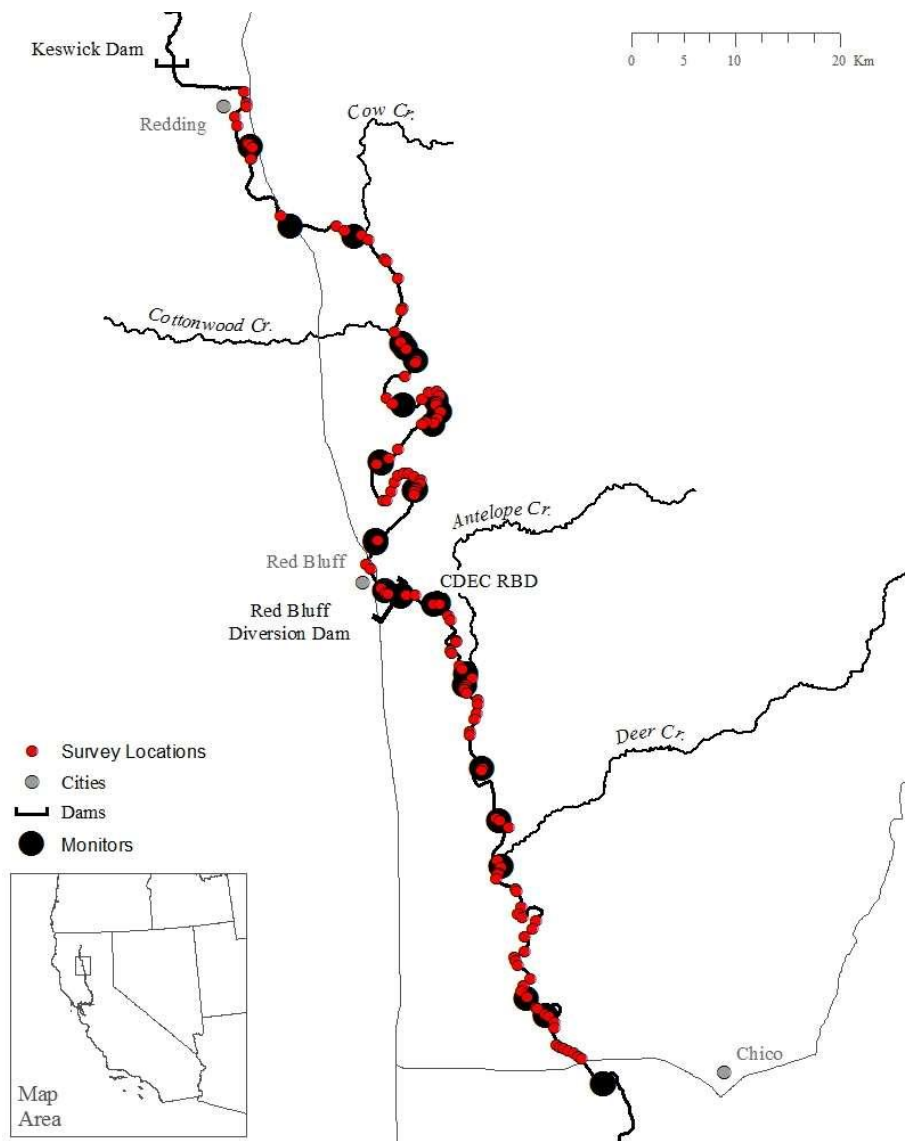 Keswick Dam
0 5 10 20 Km
Redding
Cow Cr.
Cottonwood Cr.
Antelope Cr.
Red Bluff
CDEC RBD
Red Bluff
Diversion Dam
Deer Cr.
Survey Locations
Cities
Dams
Monitors
Chico
Map
Area